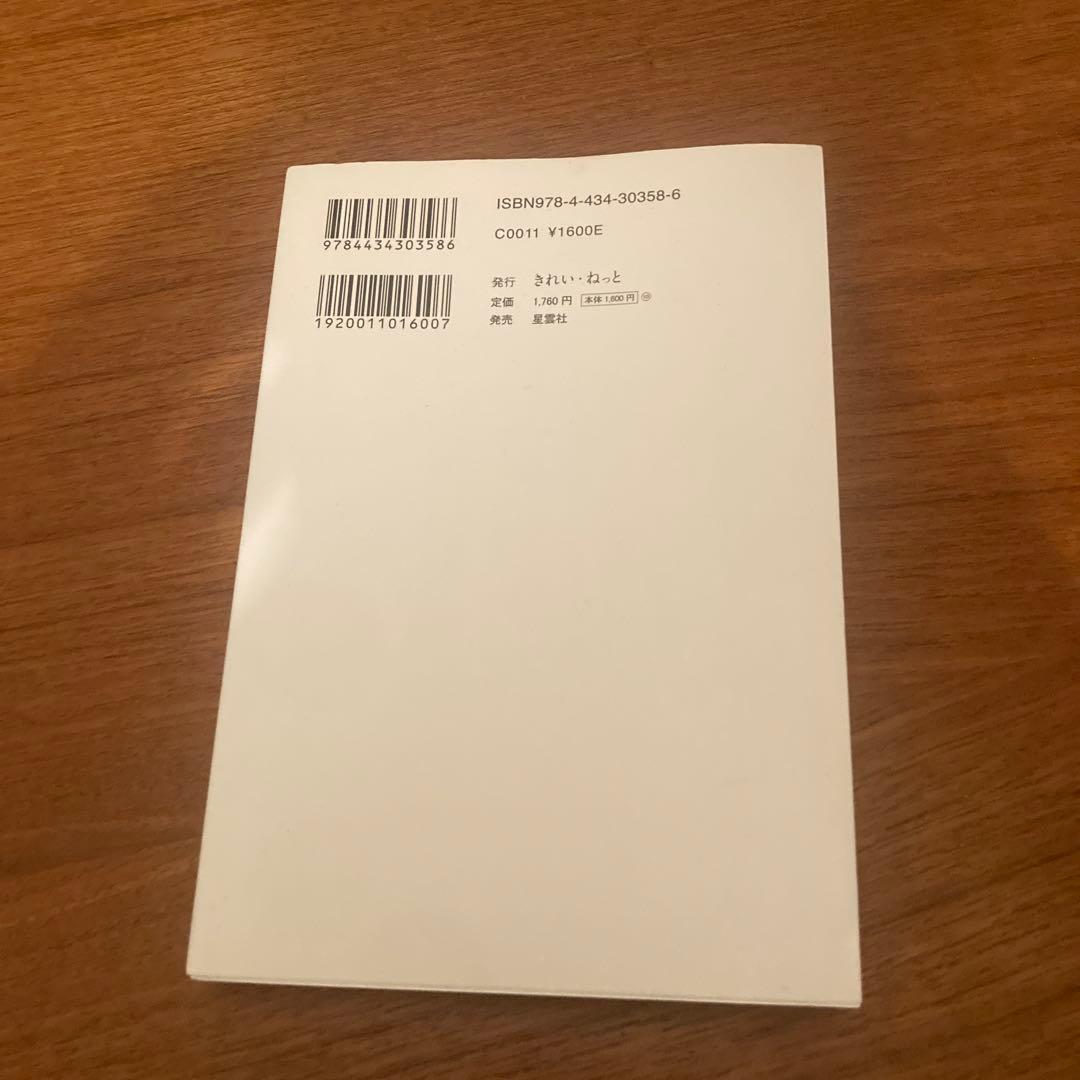 ISBN978-4-434-30358-6
9784434303586
C0011 ¥1600E
1920011016007
発行 きれい・ねっと
定価 1,760 円 本体 1,600 円 ⑩
発売 星雲社